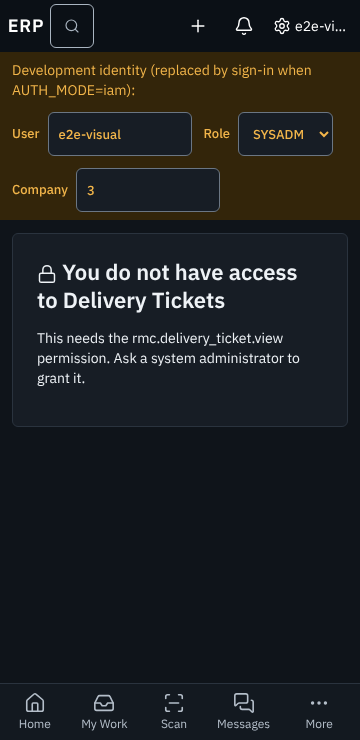 ERP
e2e-vi...
Development identity (replaced by sign-in when
AUTH_MODE=iam):
User e2e-visual Role SYSADM
Company 3
You do not have access
to Delivery Tickets
This needs the rmc.delivery_ticket.view
permission. Ask a system administrator to
grant it.
Home My Work Scan Messages More